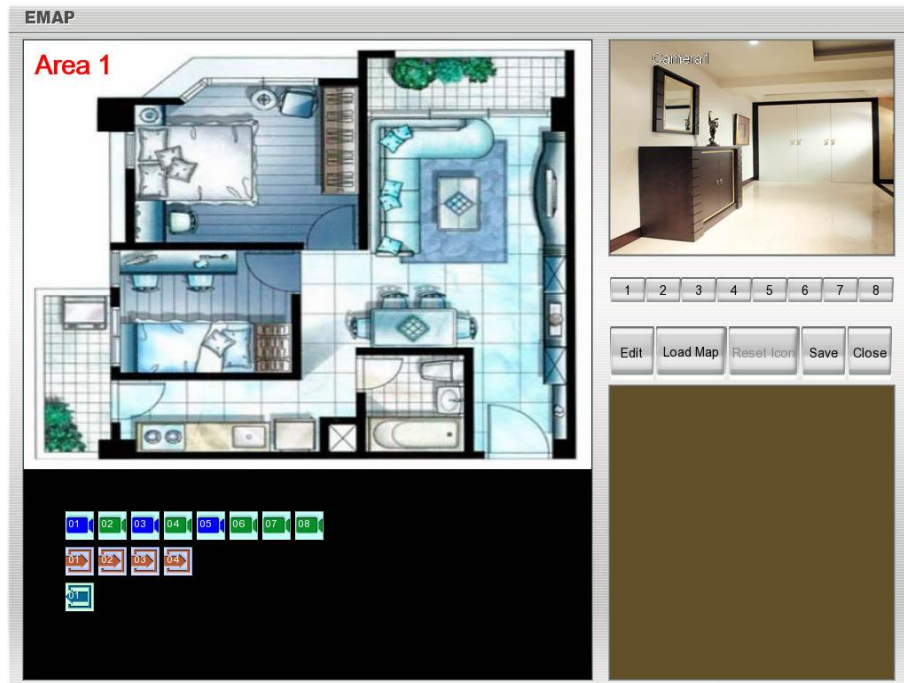 EMAP
Area 1
Camera1
1 2 3 4 5 6 7 8
Edit Load Map Reset Icon Save Close
01 02 03 04 05 06 07 08
01 02 03 04
01